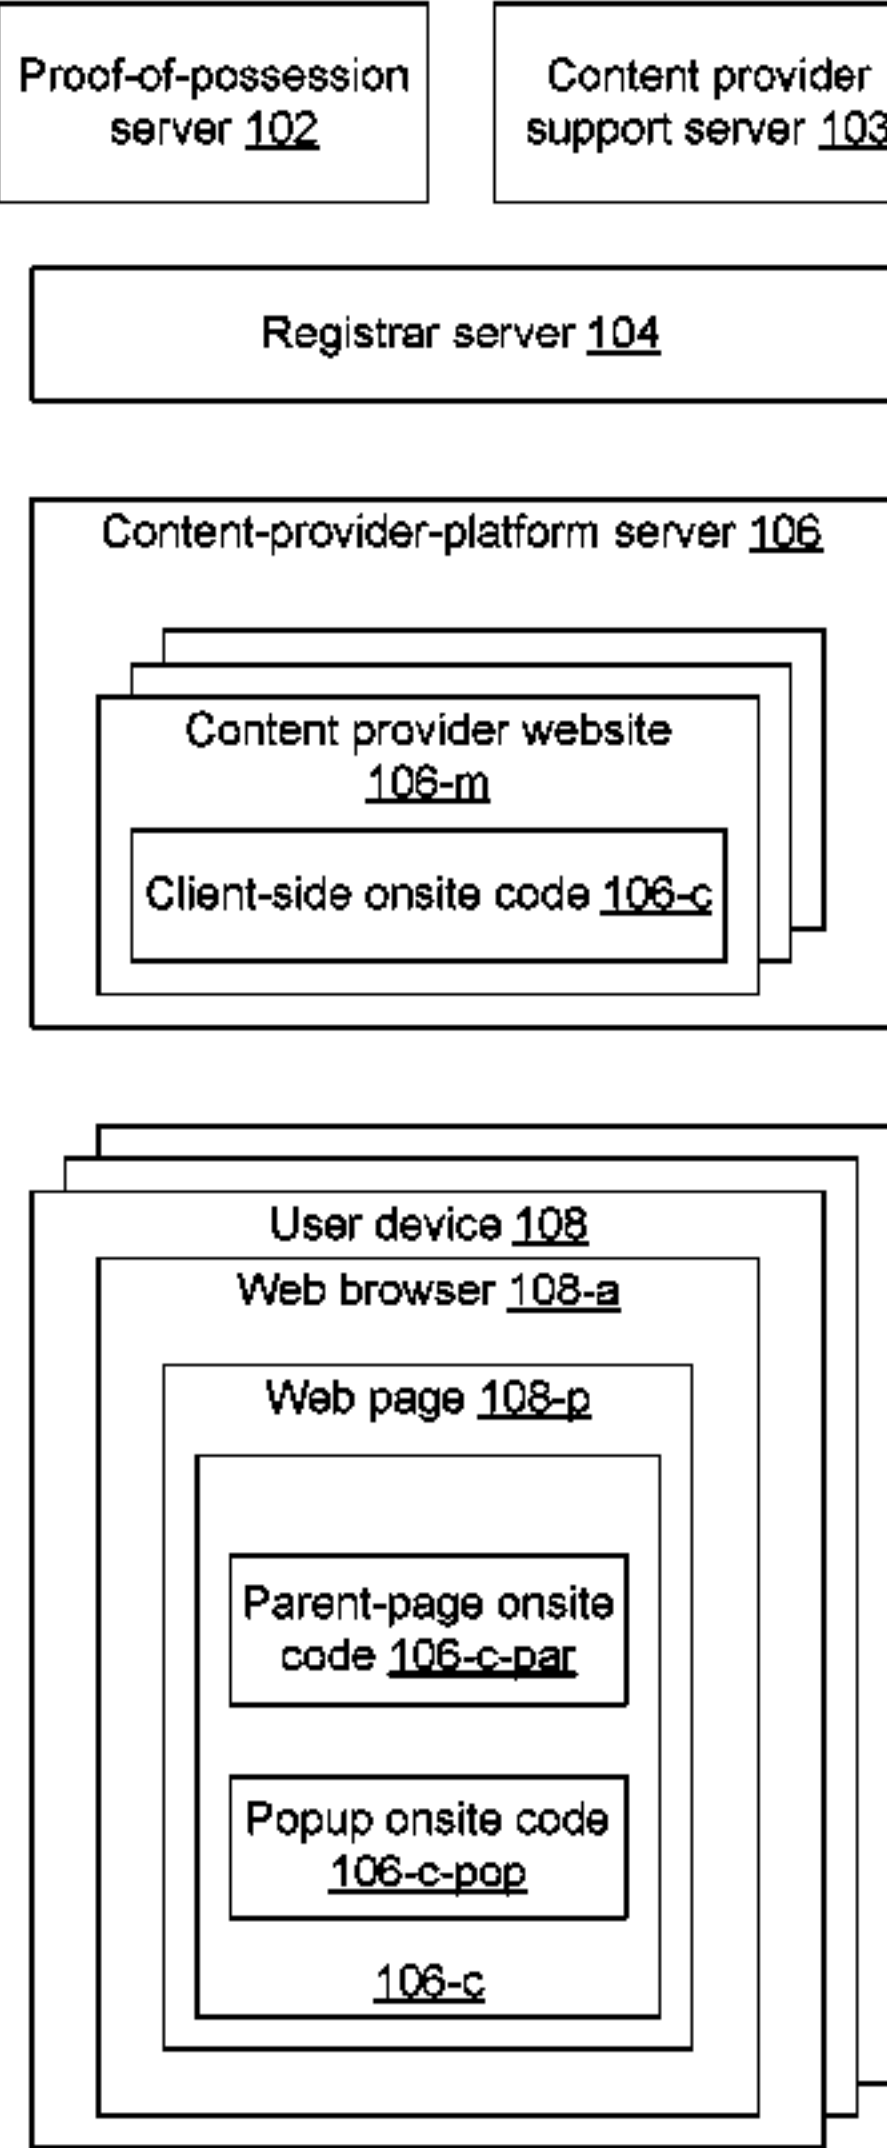 Proof-of-possession
server 102
Content provider
support server 103
Registrar server 104
Content-provider-platform server 106
Content provider website
106-m
Client-side onsite code 106-c
User device 108
Web browser 108-a
Web page 108-p
Parent-page onsite
code 106-c-par
Popup onsite code
106-c-pop
106-c